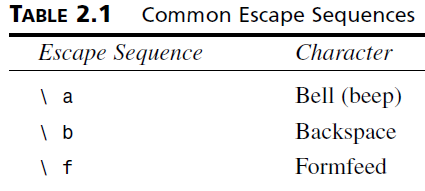 TABLE 2.1 Common Escape Sequences
Escape Sequence Character
\ a Bell (beep)
\ b Backspace
\ f Formfeed